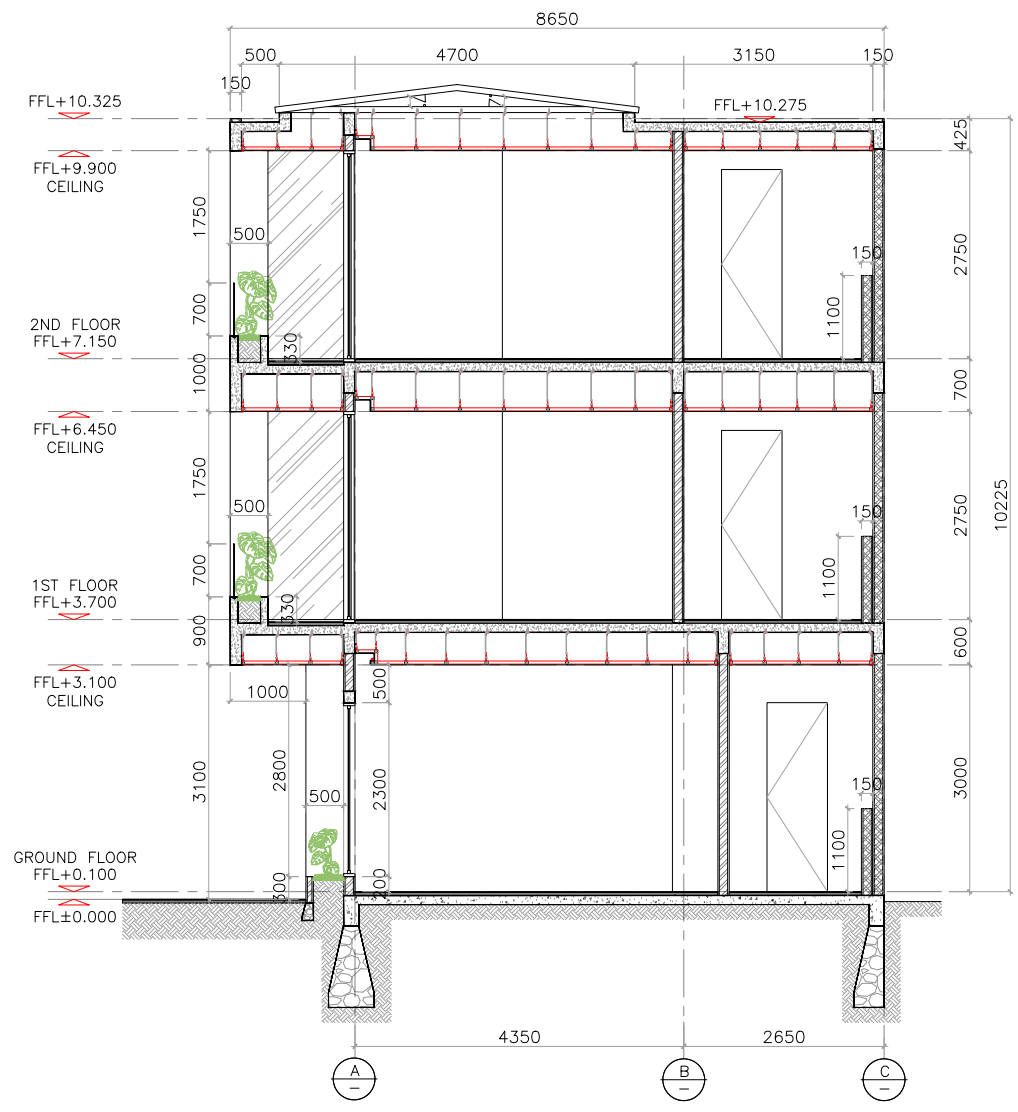 8650
500
4700
3150
150
150
FFL+10.325
FFL+10.275
425
FFL+9.900
CEILING
1750
500
2750
150
700
1100
330
2ND FLOOR
FFL+7.150
1000
700
FFL+6.450
CEILING
1750
500
2750
150
10225
700
1100
330
1ST FLOOR
FFL+3.700
900
600
FFL+3.100
CEILING
1000
500
3100
2800
500
2300
3000
150
1100
GROUND FLOOR
FFL+0.100
300
200
FFL±0.000
4350
2650
A
—
B
—
C
—